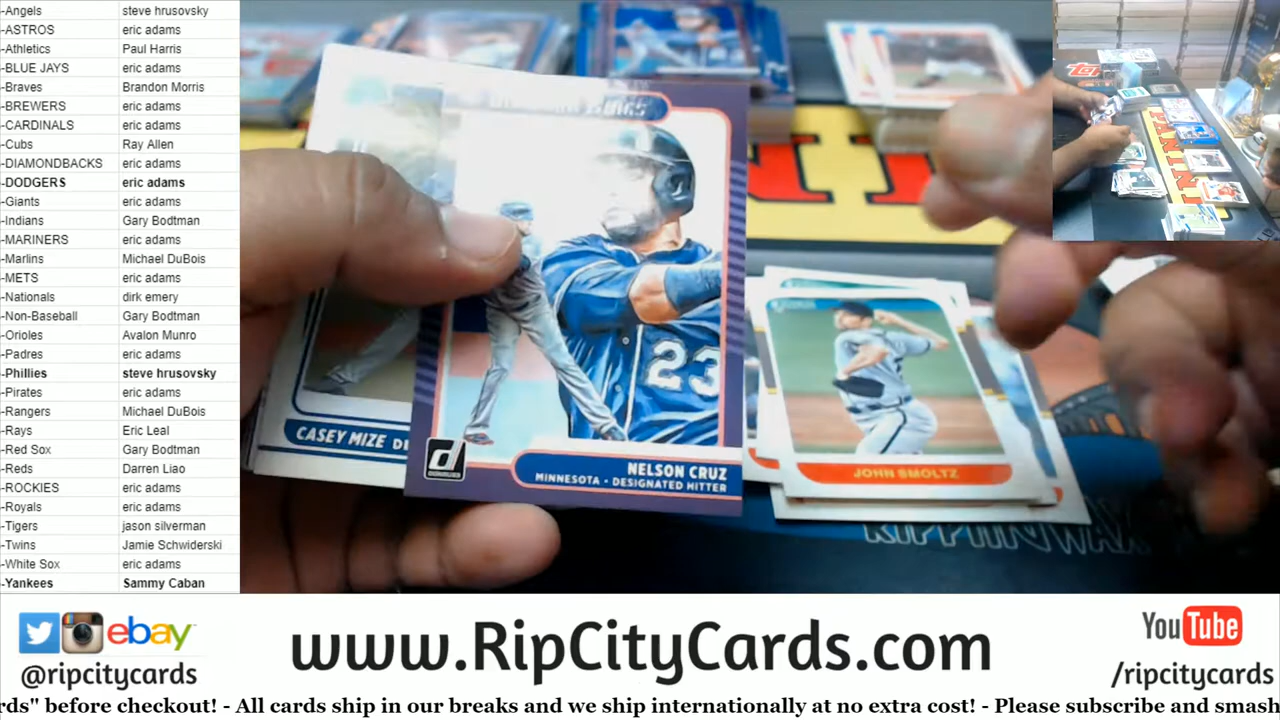 -Angels steve hrusovsky
-ASTROS eric adams
-Athletics Paul Harris
-BLUE JAYS eric adams
-Braves Brandon Morris
-BREWERS eric adams
-CARDINALS eric adams
-Cubs Ray Allen
-DIAMONDBACKS eric adams
-DODGERS eric adams
-Giants eric adams
-Indians Gary Bodtman
-MARINERS eric adams
-Marlins Michael DuBois
-METS eric adams
-Nationals dirk emery
-Non-Baseball Gary Bodtman
-Orioles Avalon Munro
-Padres eric adams
-Phillies steve hrusovsky
-Pirates eric adams
-Rangers Michael DuBois
-Rays Eric Leal
-Red Sox Gary Bodtman
-Reds Darren Liao
-ROCKIES eric adams
-Royals eric adams
-Tigers jason silverman
-Twins Jamie Schwiderski
-White Sox eric adams
-Yankees Sammy Caban
Topps
PANINI
23
CASEY MIZE
d
NELSON CRUZ
MINNESOTA • DESIGNATED HITTER
JOHN SMOLTZ
RIPPINWAX
ebay
@ripcitycards
www.RipCityCards.com
YouTube
/ripcitycards
rds" before checkout! - All cards ship in our breaks and we ship internationally at no extra cost! - Please subscribe and smash